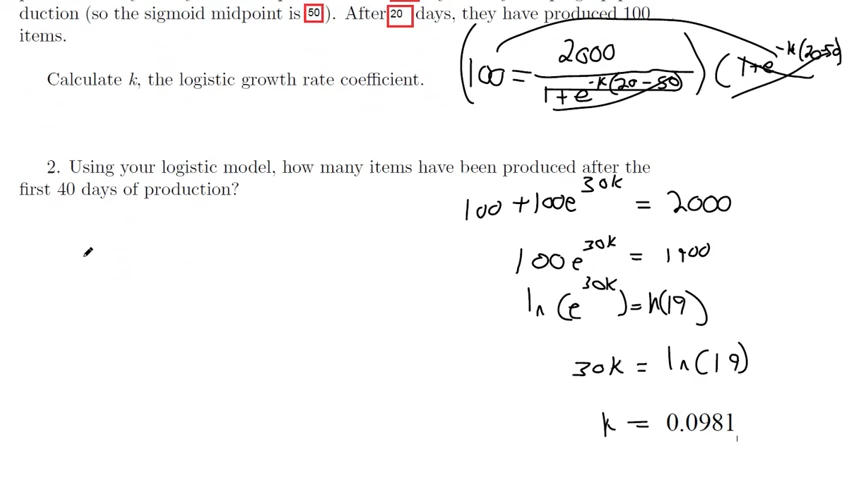 duction (so the sigmoid midpoint is 50). After 20 days, they have produced 100
items.
(100 = 2000 / 1+e^-k(20-50)) (1+e^-k(20-50)
Calculate k, the logistic growth rate coefficient.
2. Using your logistic model, how many items have been produced after the
first 40 days of production?
100 + 100e^30k = 2000
100e^30k = 1900
ln(e^30k) = ln(19)
30k = ln(19)
k = 0.0981